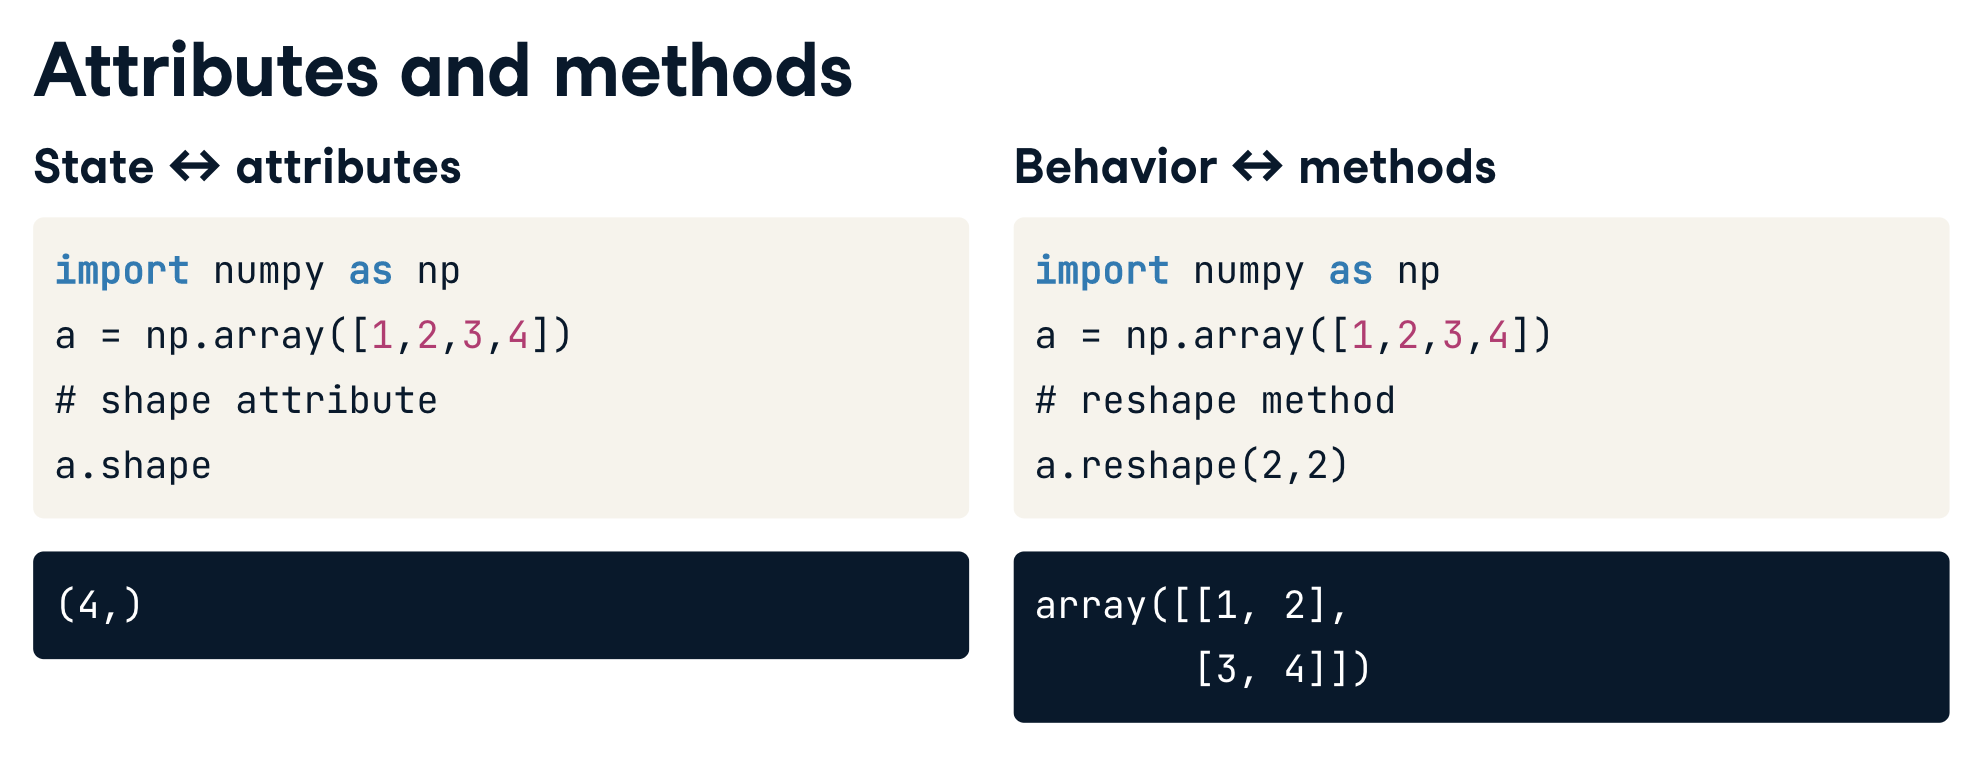 Attributes and methods
State ↔ attributes
import numpy as np
a = np.array([1,2,3,4])
# shape attribute
a.shape
(4,)
Behavior ↔ methods
import numpy as np
a = np.array([1,2,3,4])
# reshape method
a.reshape(2,2)
array([[1, 2],
       [3, 4]])